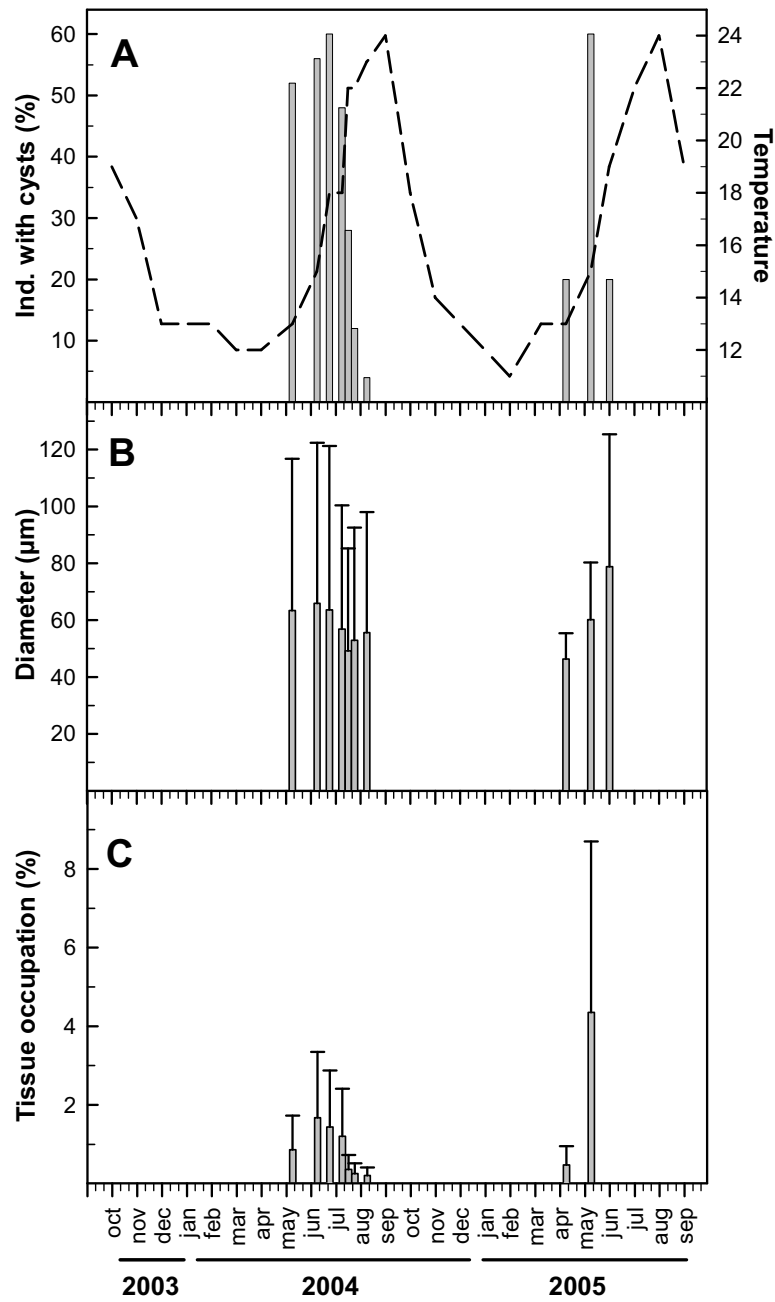 A
Ind. with cysts (%)
60
50
40
30
20
10
24
22
20
18
16
14
12
Temperature
B
Diameter (µm)
120
100
80
60
40
20
C
Tissue occupation (%)
8
6
4
2
oct nov dec jan feb mar apr may jun jul aug sep oct nov dec jan feb mar apr may jun jul aug sep
2003 2004 2005